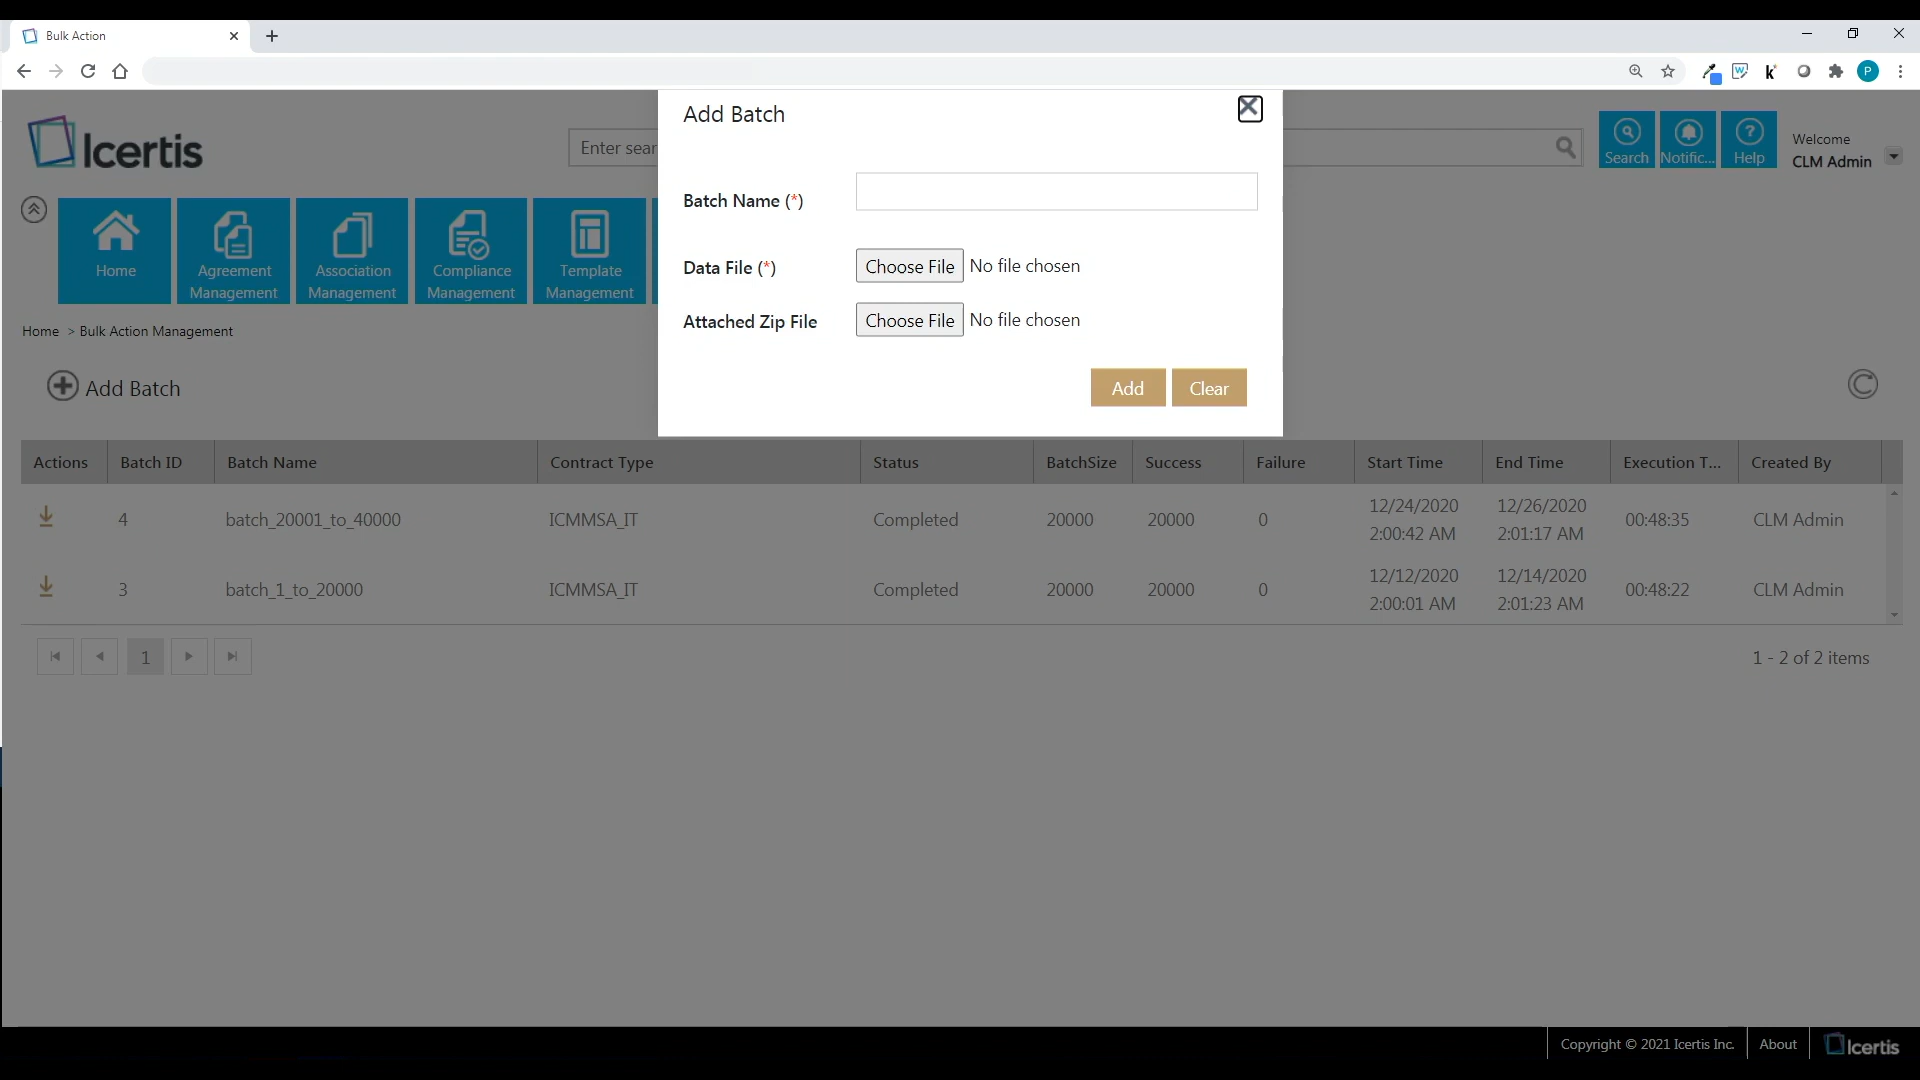 Bulk Action
P
Add Batch
Icertis
Enter sear
Search
Notific...
Help
Welcome
CLM Admin
Batch Name (*)
Data File (*)
Choose File No file chosen
Attached Zip File
Choose File No file chosen
Add
Clear
Home
Agreement
Management
Association
Management
Compliance
Management
Template
Management
Home > Bulk Action Management
Add Batch
Actions Batch ID Batch Name Contract Type Status BatchSize Success Failure Start Time End Time Execution T... Created By
4 batch_20001_to_40000 ICMMSA_IT Completed 20000 20000 0 12/24/2020 2:00:42 AM 12/26/2020 2:01:17 AM 00:48:35 CLM Admin
3 batch_1_to_20000 ICMMSA_IT Completed 20000 20000 0 12/12/2020 2:00:01 AM 12/14/2020 2:01:23 AM 00:48:22 CLM Admin
1
1 - 2 of 2 items
Copyright © 2021 Icertis Inc.
About
Icertis